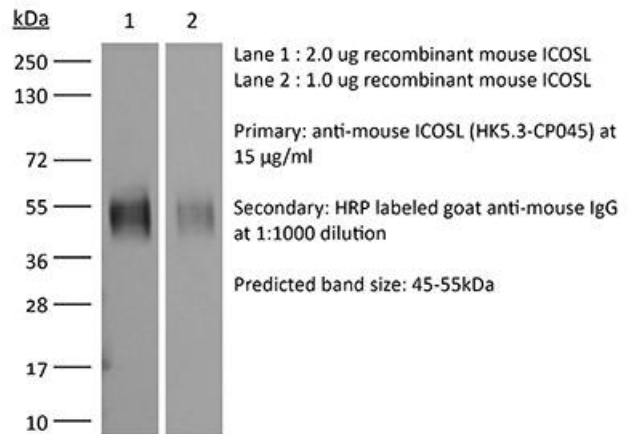 kDa
1 2
250
130
72
55
36
28
17
10
Lane 1 : 2.0 ug recombinant mouse ICOSL
Lane 2 : 1.0 ug recombinant mouse ICOSL
Primary: anti-mouse ICOSL (HK5.3-CP045) at
15 µg/ml
Secondary: HRP labeled goat anti-mouse IgG
at 1:1000 dilution
Predicted band size: 45-55kDa